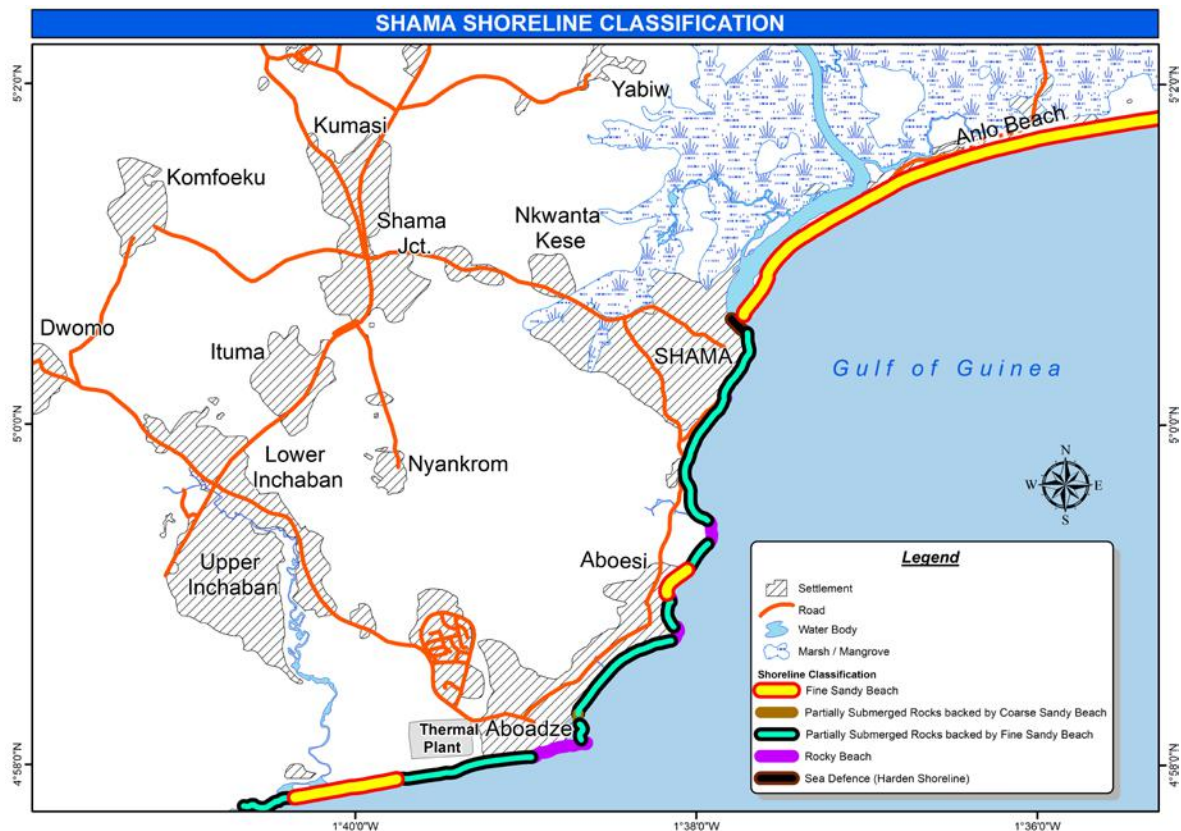 SHAMA SHORELINE CLASSIFICATION
5°2'0"N
5°2'0"N
Yabiw
Anlo Beach
Kumasi
Komfoeku
Shama
Jct.
Nkwanta
Kese
Dwomo
Ituma
SHAMA
Gulf of Guinea
5°0'0"N
5°0'0"N
Lower
Inchaban
Nyankrom
N
W
E
S
Upper
Inchaban
Aboesi
Legend
Settlement
Road
Water Body
Marsh / Mangrove
Shoreline Classification
Fine Sandy Beach
Partially Submerged Rocks backed by Coarse Sandy Beach
Partially Submerged Rocks backed by Fine Sandy Beach
Rocky Beach
Sea Defence (Harden Shoreline)
Thermal
Plant
Aboadze
4°58'0"N
4°58'0"N
1°40'0"W
1°38'0"W
1°36'0"W